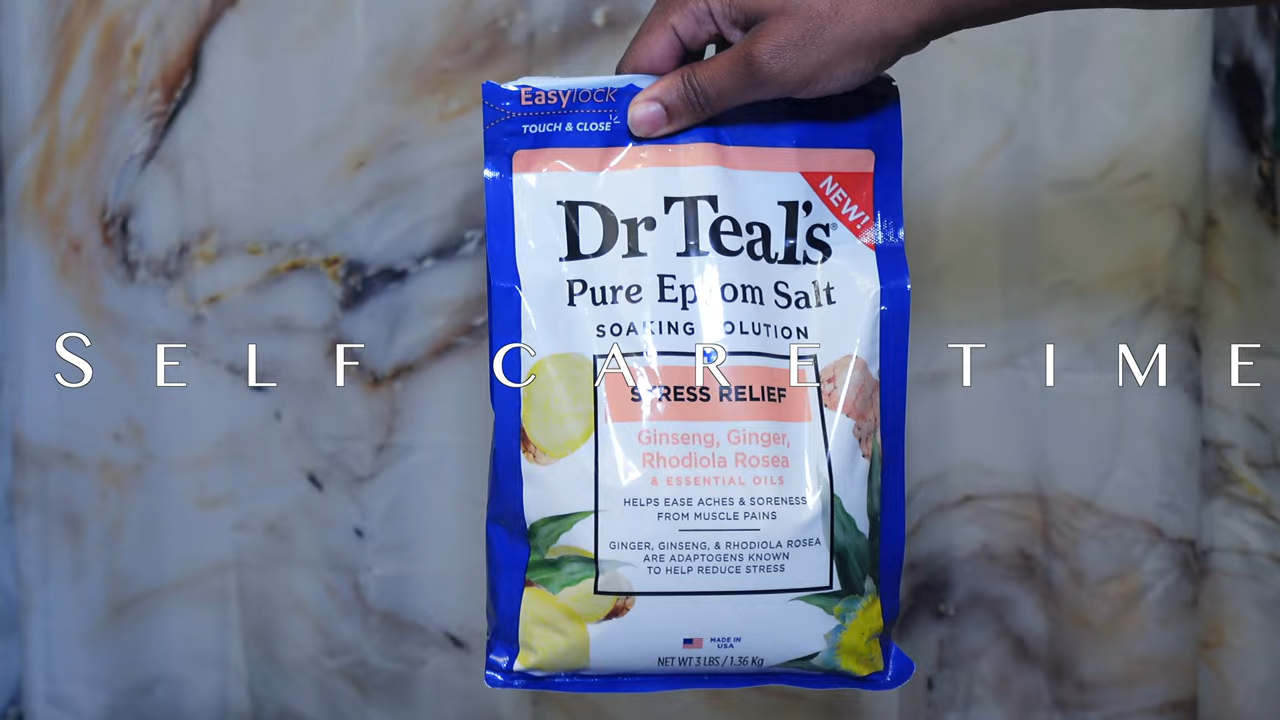 Easylock
TOUCH & CLOSE
NEW!
Dr Teal's®
Pure Epsom Salt
SOAKING SOLUTION
SELF CARE TIME
STRESS RELIEF
Ginseng, Ginger,
Rhodiola Rosea
& ESSENTIAL OILS
HELPS EASE ACHES & SORENESS
FROM MUSCLE PAINS
GINGER, GINSENG, & RHODIOLA ROSEA
ARE ADAPTOGENS KNOWN
TO HELP REDUCE STRESS
MADE IN
USA
NET WT 3 LBS / 1.36 Kg